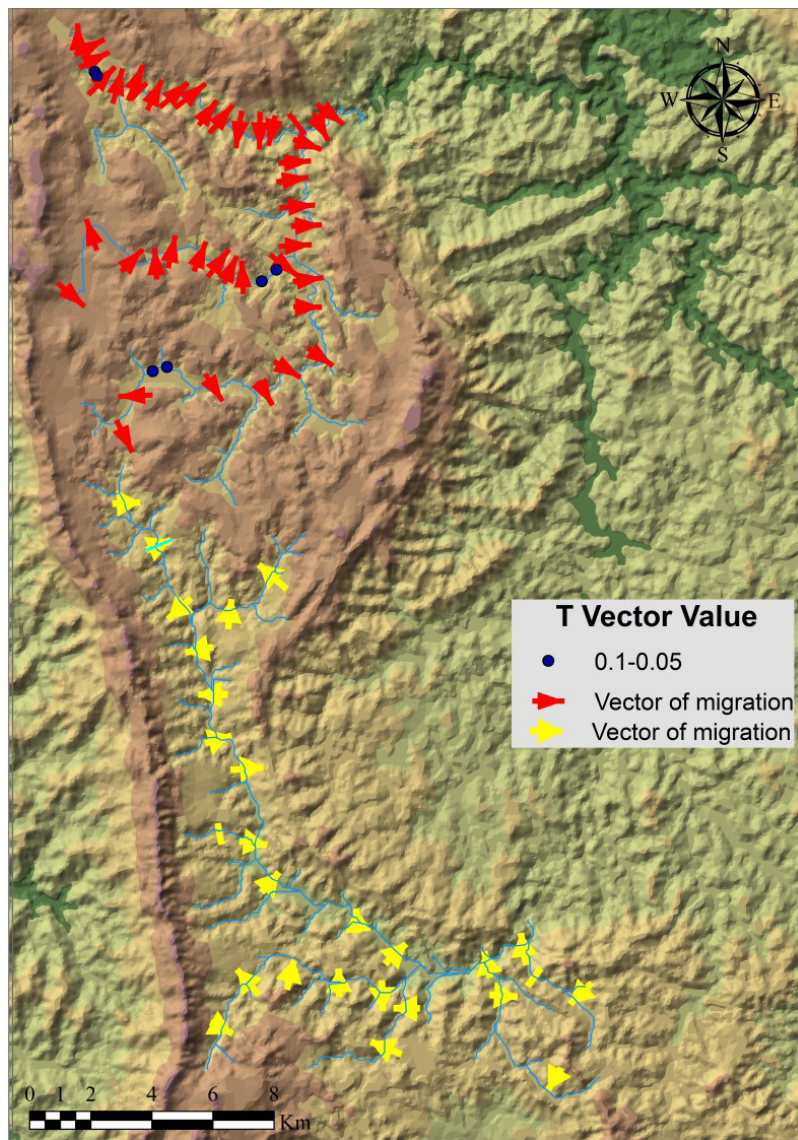 N
W E
S
T Vector Value
0.1-0.05
Vector of migration
Vector of migration
0 1 2 4 6 8
Km